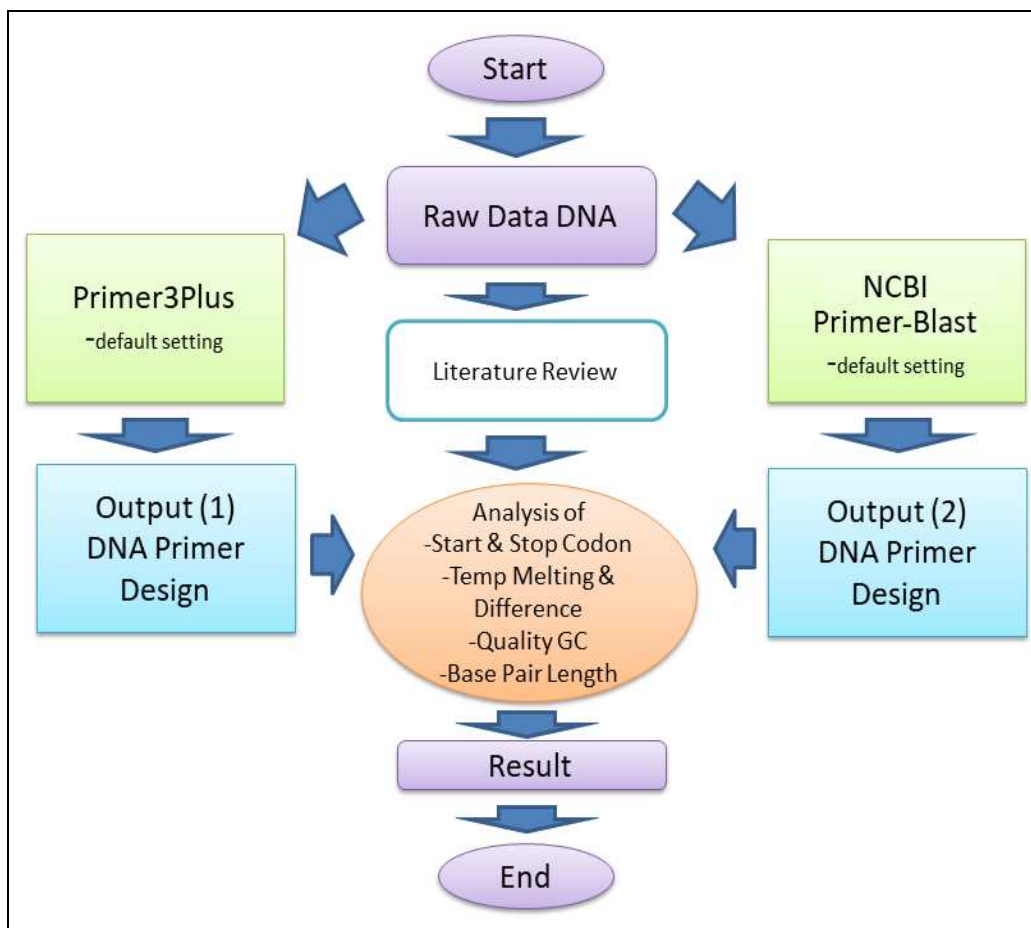 Start
Raw Data DNA
Primer3Plus
-default setting
NCBI
Primer-Blast
-default setting
Literature Review
Output (1)
DNA Primer
Design
Analysis of
-Start & Stop Codon
-Temp Melting &
Difference
-Quality GC
-Base Pair Length
Output (2)
DNA Primer
Design
Result
End